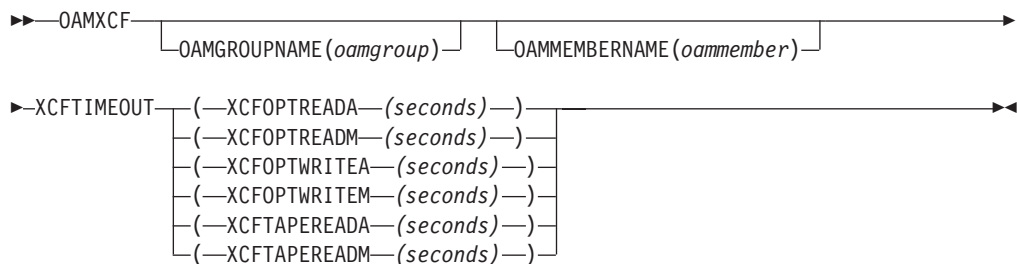 OAMXCF
OAMGROUPNAME(oamgroup) OAMMEMBERNAME(oammember)
XCFTIMEOUT ( XCFOPTREADA (seconds) )
( XCFOPTREADM (seconds) )
( XCFOPTWRITEA (seconds) )
( XCFOPTWRITEM (seconds) )
( XCFTAPEREADA (seconds) )
( XCFTAPEREADM (seconds) )